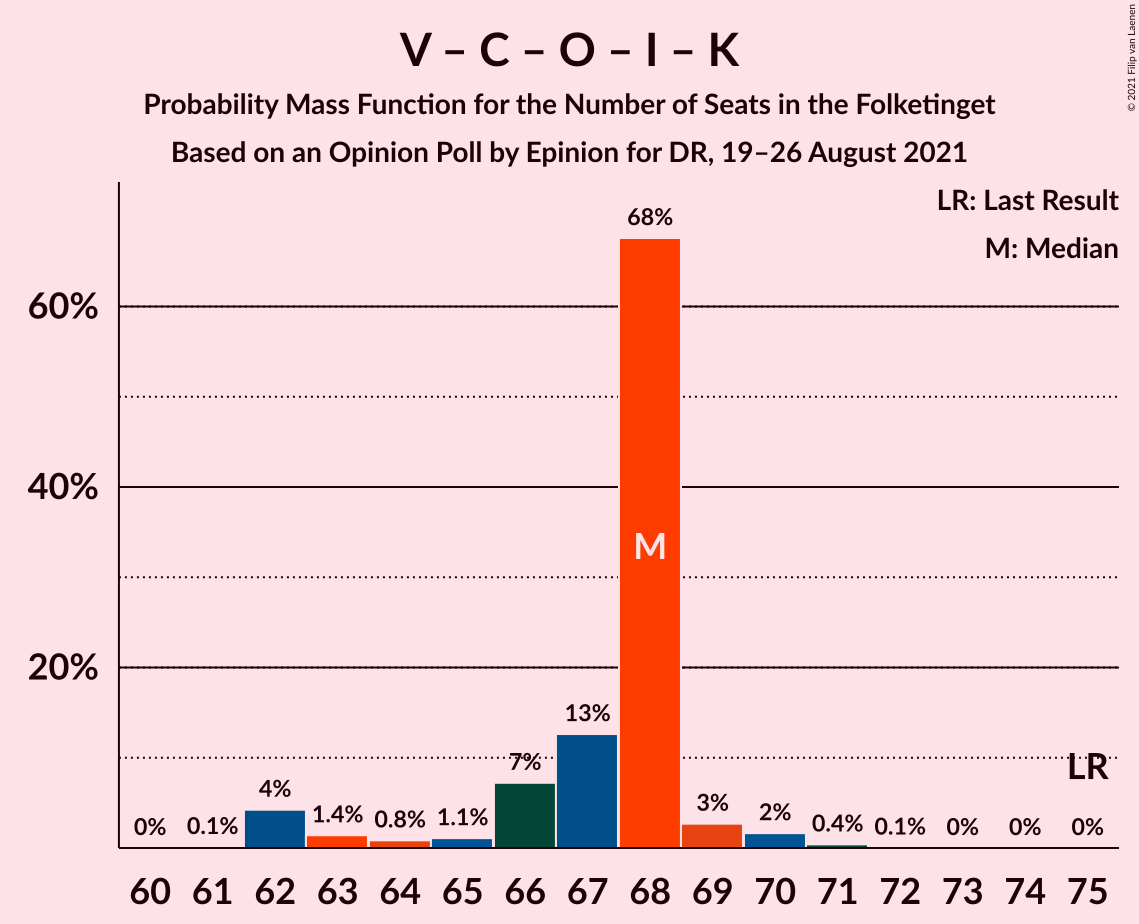 V – C – O – I – K
Probability Mass Function for the Number of Seats in the Folketinget
Based on an Opinion Poll by Epinion for DR, 19–26 August 2021
© 2021 Filip van Laenen
LR: Last Result
M: Median
68%
60%
40%
M
20%
13%
7%
LR
4%
3%
2%
0% 0.1% 1.4% 0.8% 1.1% 0.4% 0.1% 0% 0% 0%
60 61 62 63 64 65 66 67 68 69 70 71 72 73 74 75